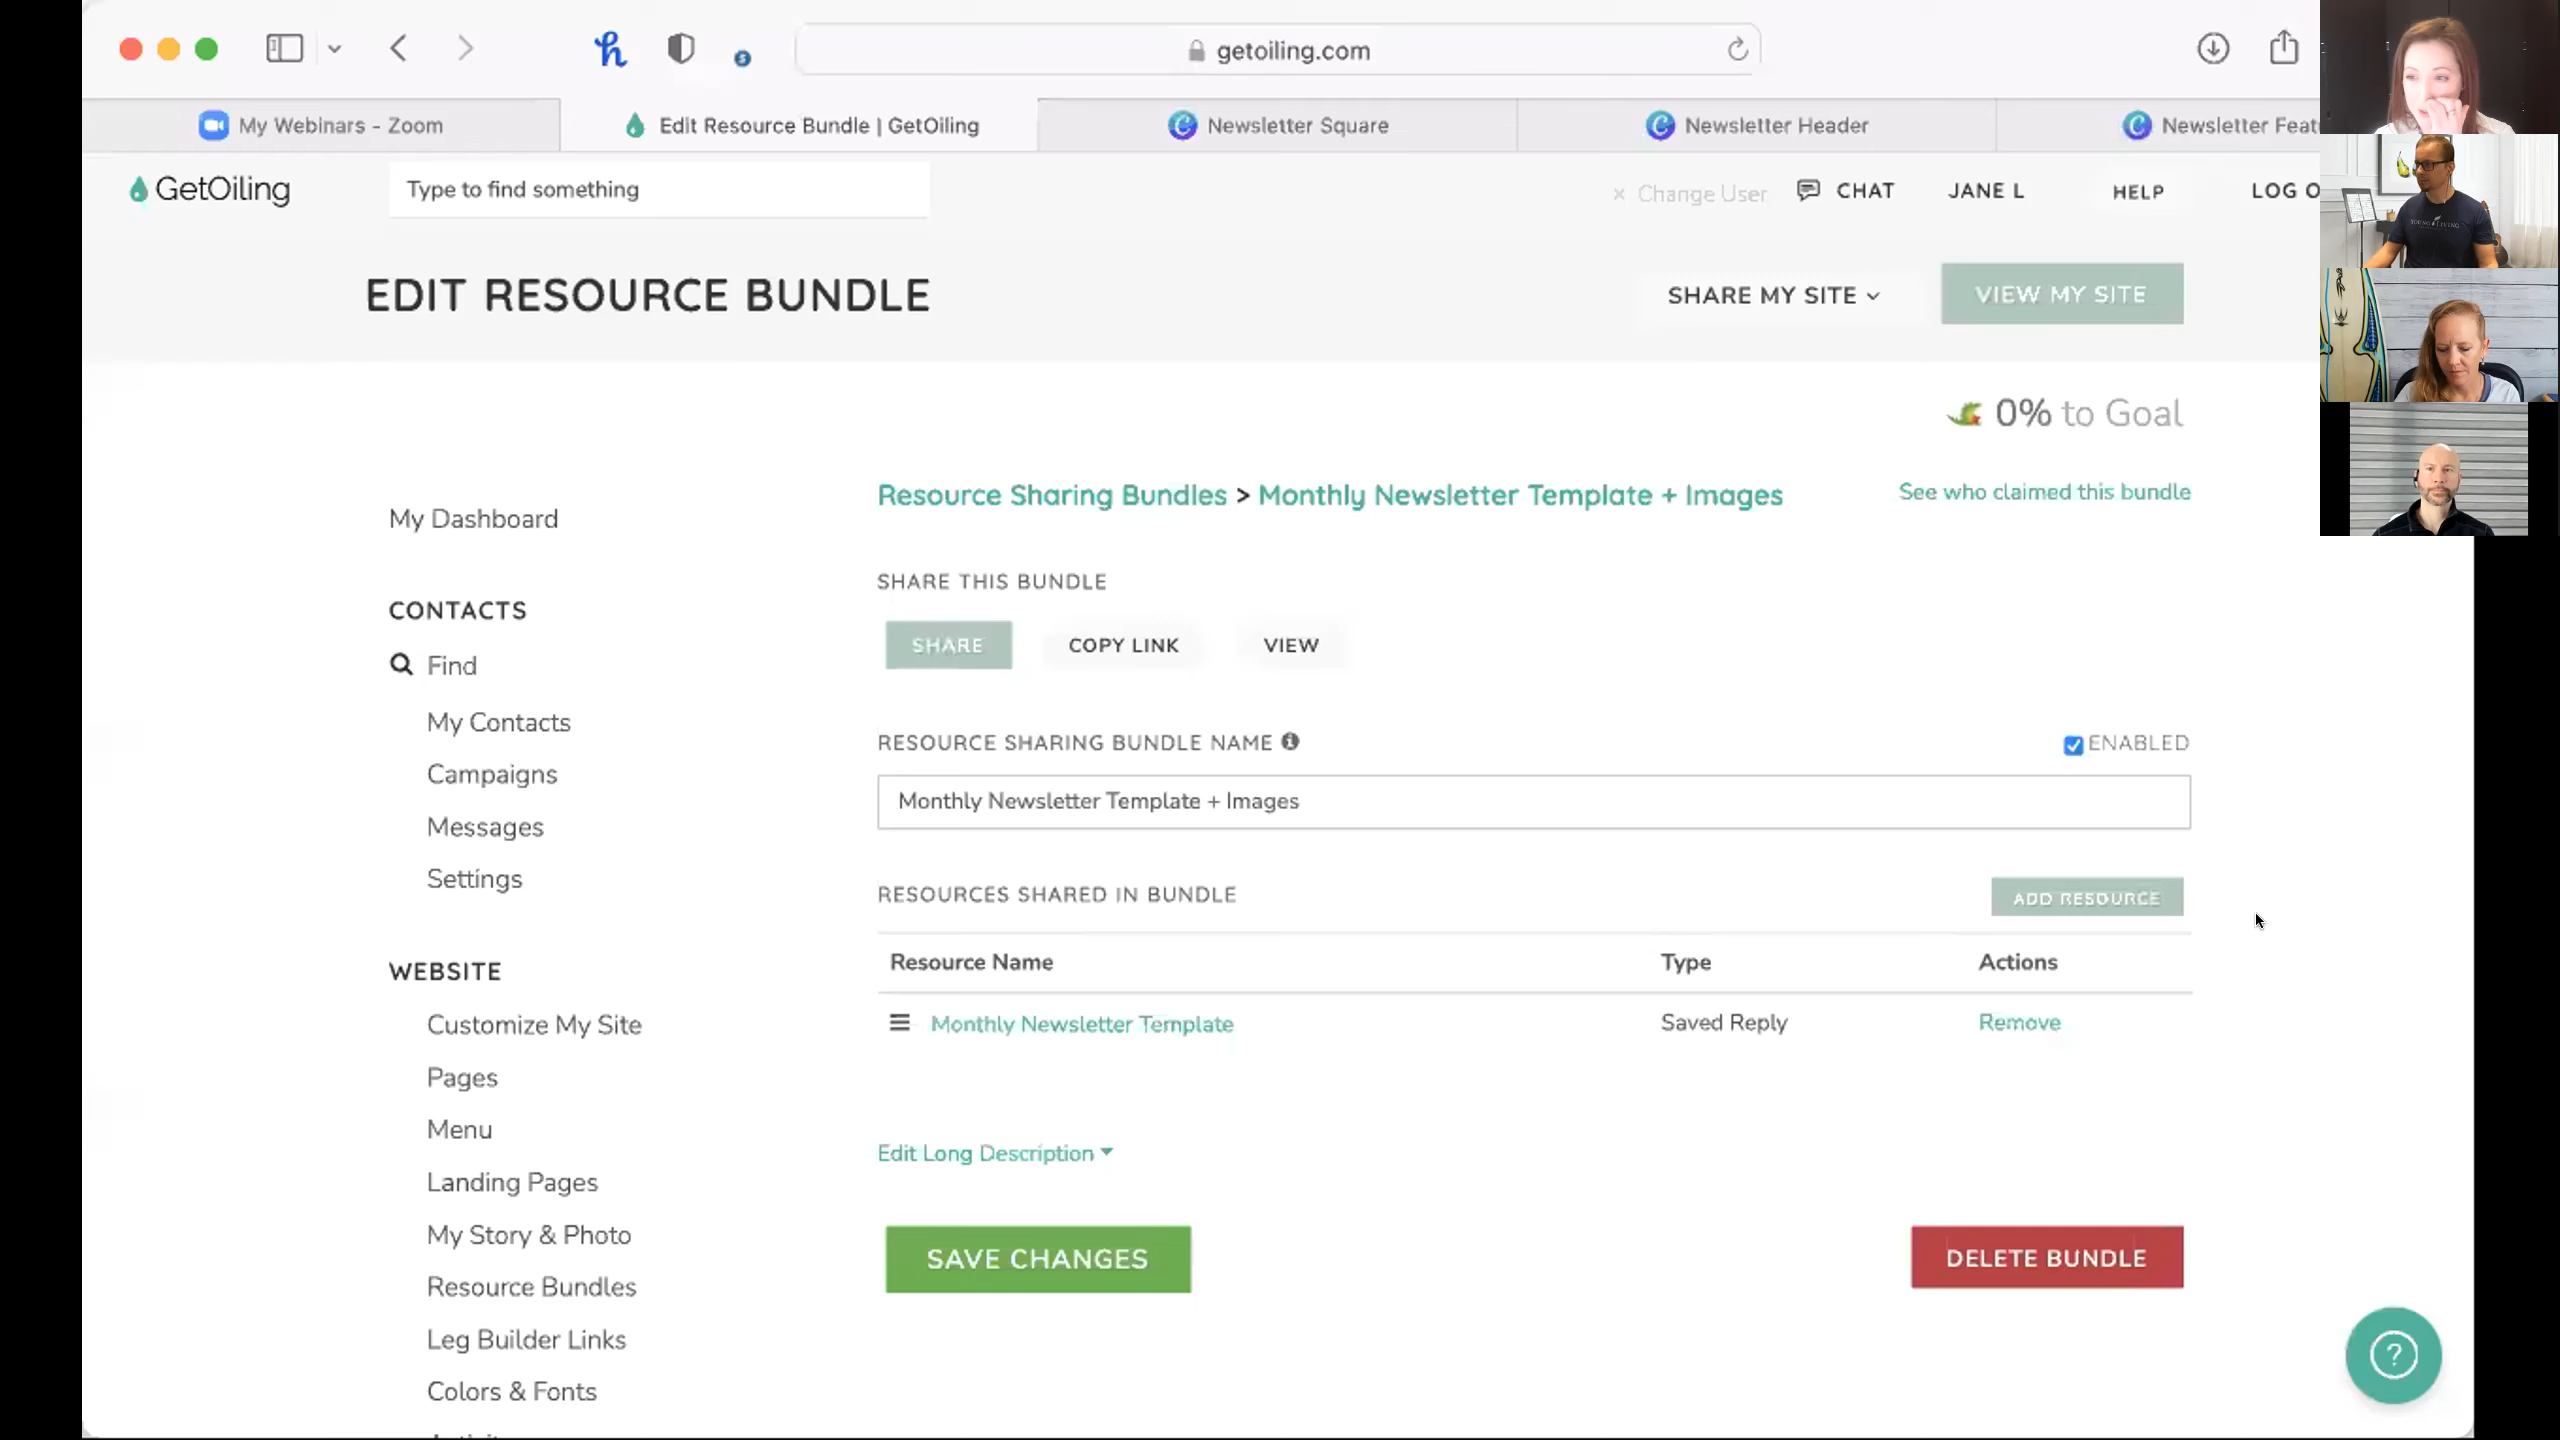 getoiling.com
My Webinars - Zoom
Edit Resource Bundle | GetOiling
Newsletter Square
Newsletter Header
Newsletter Feat
GetOiling
Type to find something
× Change User
CHAT
JANE L
HELP
LOG O
EDIT RESOURCE BUNDLE
SHARE MY SITE
VIEW MY SITE
0% to Goal
My Dashboard
CONTACTS
Find
My Contacts
Campaigns
Messages
Settings
WEBSITE
Customize My Site
Pages
Menu
Landing Pages
My Story & Photo
Resource Bundles
Leg Builder Links
Colors & Fonts
Resource Sharing Bundles > Monthly Newsletter Template + Images
See who claimed this bundle
SHARE THIS BUNDLE
SHARE
COPY LINK
VIEW
RESOURCE SHARING BUNDLE NAME
ENABLED
Monthly Newsletter Template + Images
RESOURCES SHARED IN BUNDLE
ADD RESOURCE
Resource Name
Type
Actions
Monthly Newsletter Template
Saved Reply
Remove
Edit Long Description
SAVE CHANGES
DELETE BUNDLE
?
YOUNG LIVING